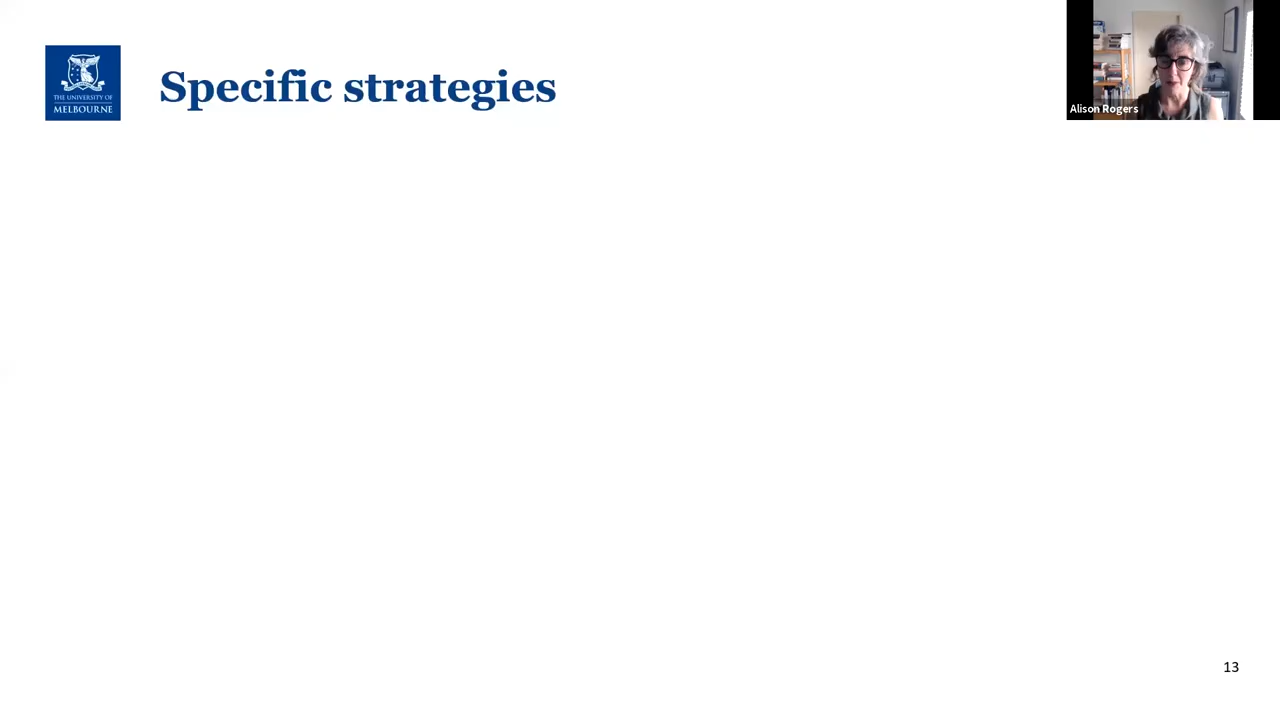 THE UNIVERSITY OF
MELBOURNE
Specific strategies
Alison Rogers
13